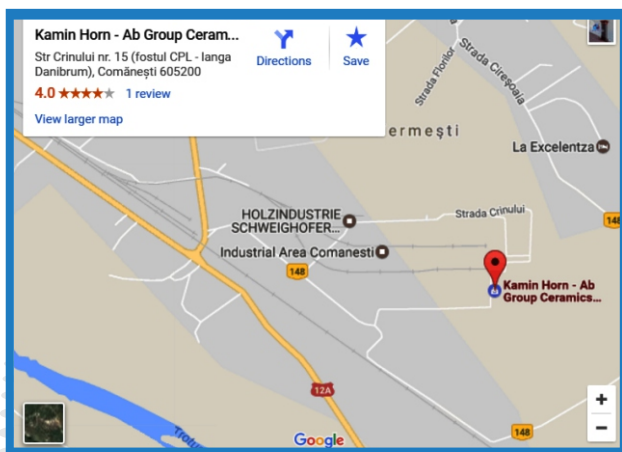 Kamin Horn - Ab Group Ceram...
Str Crinului nr. 15 (fostul CPL - langa
Danibrum), Comănești 605200
4.0 1 review
View larger map
Directions
Save
Strada Florilor
Strada Cireșoaia
ermești
La Excelentza
148
HOLZINDUSTRIE
SCHWEIGHOFER...
Strada Crinului
Industrial Area Comanesti
148
Kamin Horn - Ab
Group Ceramics...
12A
148
Trotuș
Google
+
−